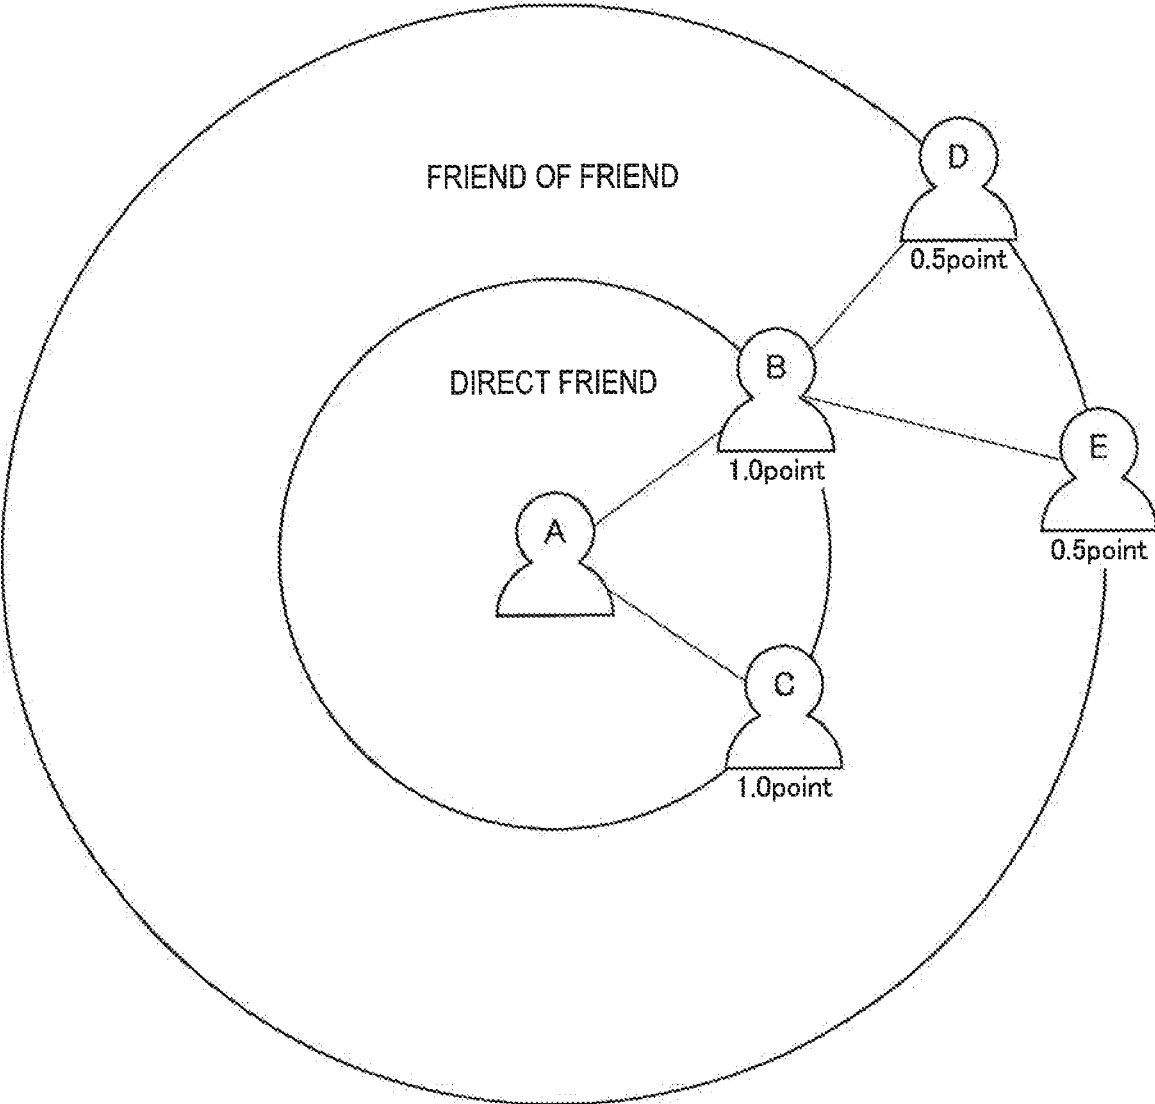 D
FRIEND OF FRIEND
0.5point
B
DIRECT FRIEND
E
1.0point
A
0.5point
C
1.0point